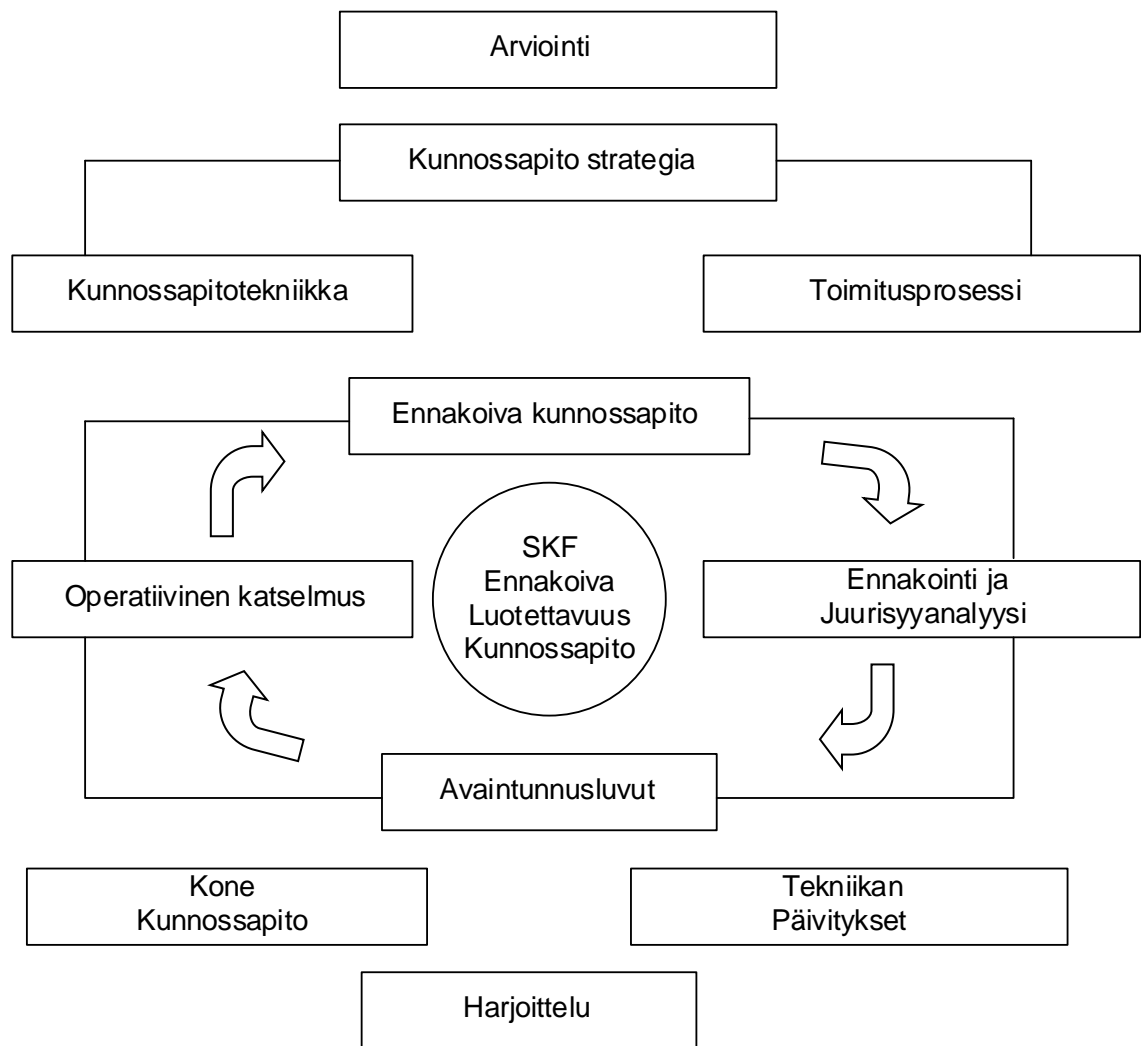 Arviointi
Kunnossapito strategia
Kunnossapitotekniikka
Toimitusprosessi
Ennakoiva kunnossapito
SKF
Ennakoiva
Luotettavuus
Kunnossapito
Operatiivinen katselmus
Ennakointi ja
Juurisyyanalyysi
Avaintunnusluvut
Kone
Kunnossapito
Tekniikan
Päivitykset
Harjoittelu